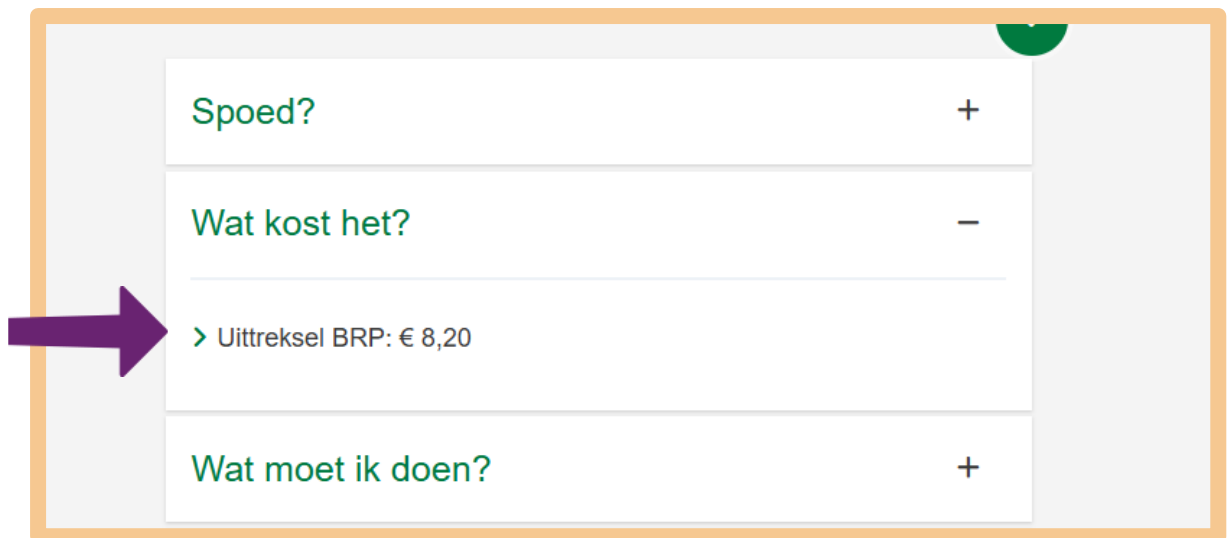 Spoed?
Wat kost het?
Uittreksel BRP: € 8,20
Wat moet ik doen?